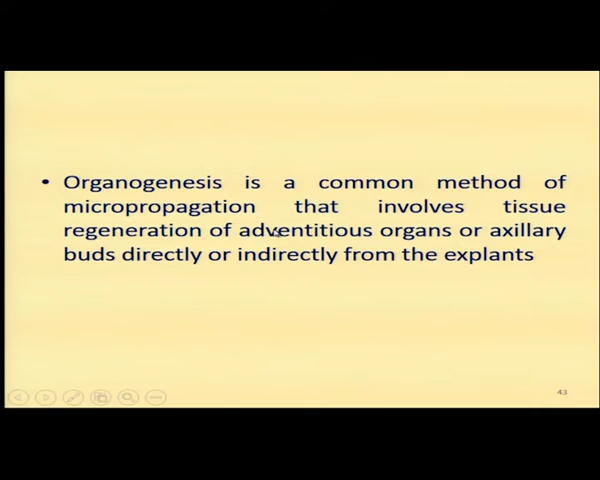 • Organogenesis is a common method of
micropropagation that involves tissue
regeneration of adventitious organs or axillary
buds directly or indirectly from the explants
43